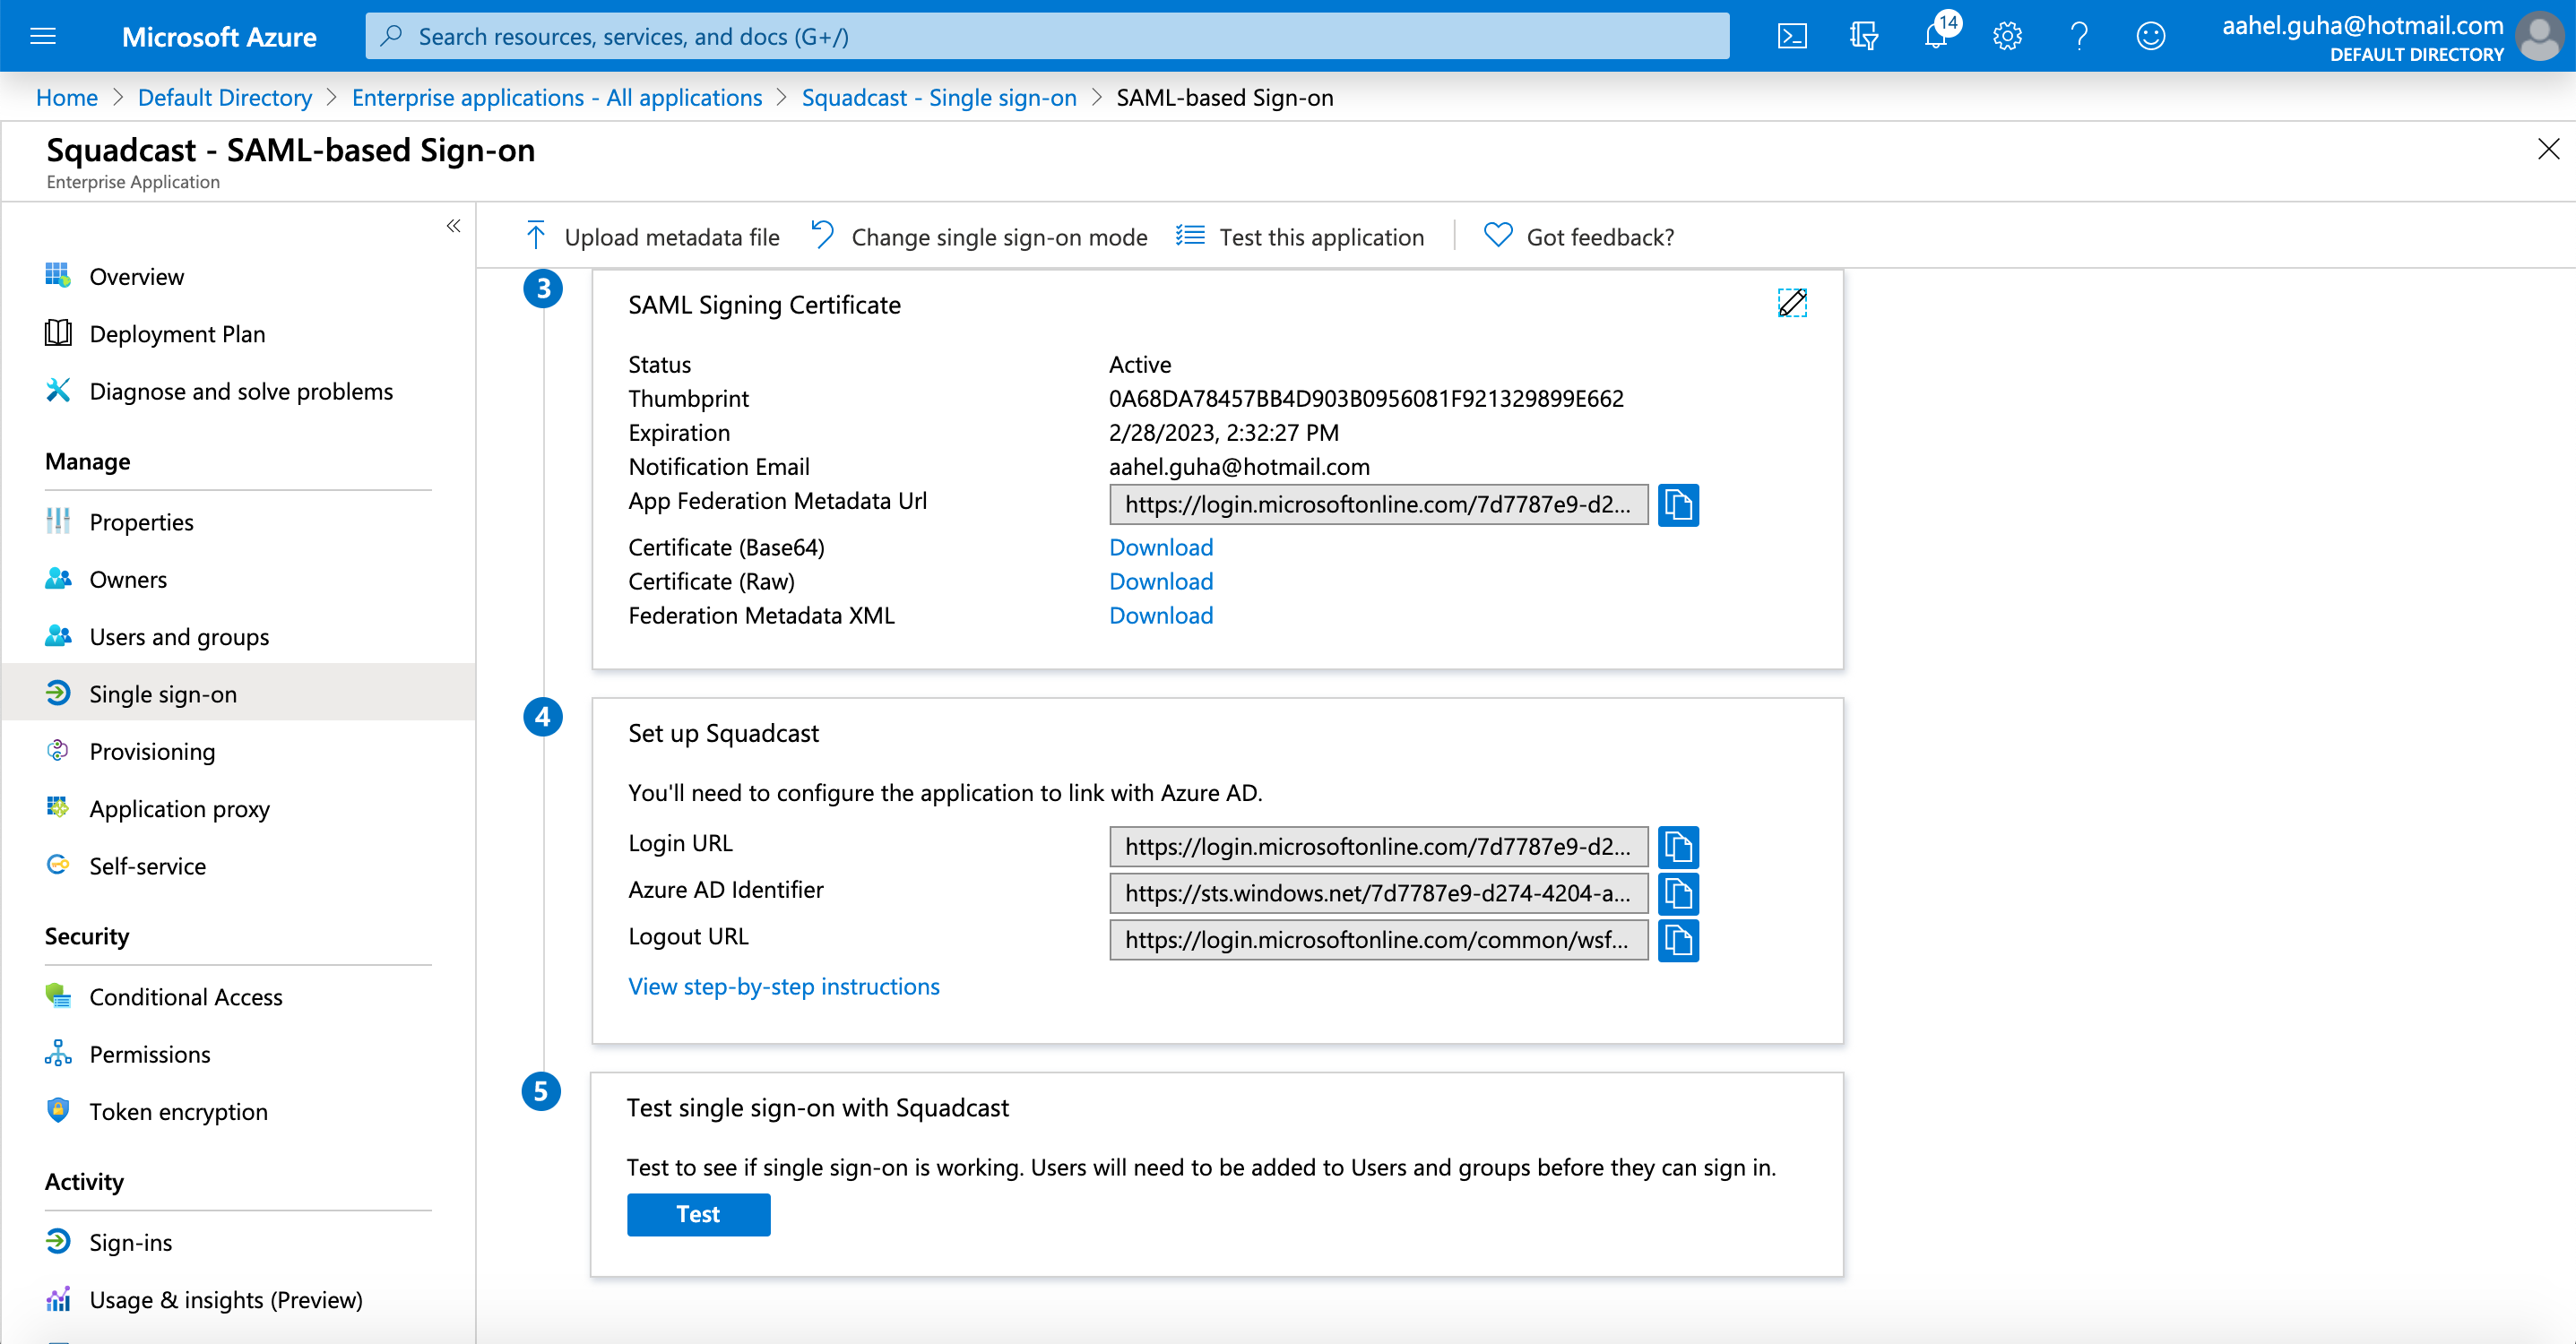 Microsoft Azure
Search resources, services, and docs (G+/)
14
aahel.guha@hotmail.com
DEFAULT DIRECTORY
Home > Default Directory > Enterprise applications - All applications > Squadcast - Single sign-on > SAML-based Sign-on
Squadcast - SAML-based Sign-on
Enterprise Application
«
Overview
Deployment Plan
Diagnose and solve problems
Manage
Properties
Owners
Users and groups
Single sign-on
Provisioning
Application proxy
Self-service
Security
Conditional Access
Permissions
Token encryption
Activity
Sign-ins
Usage & insights (Preview)
Upload metadata file Change single sign-on mode Test this application Got feedback?
3
SAML Signing Certificate
Status Active
Thumbprint 0A68DA78457BB4D903B0956081F921329899E662
Expiration 2/28/2023, 2:32:27 PM
Notification Email aahel.guha@hotmail.com
App Federation Metadata Url https://login.microsoftonline.com/7d7787e9-d2...
Certificate (Base64) Download
Certificate (Raw) Download
Federation Metadata XML Download
4
Set up Squadcast
You'll need to configure the application to link with Azure AD.
Login URL https://login.microsoftonline.com/7d7787e9-d2...
Azure AD Identifier https://sts.windows.net/7d7787e9-d274-4204-a...
Logout URL https://login.microsoftonline.com/common/wsf...
View step-by-step instructions
5
Test single sign-on with Squadcast
Test to see if single sign-on is working. Users will need to be added to Users and groups before they can sign in.
Test